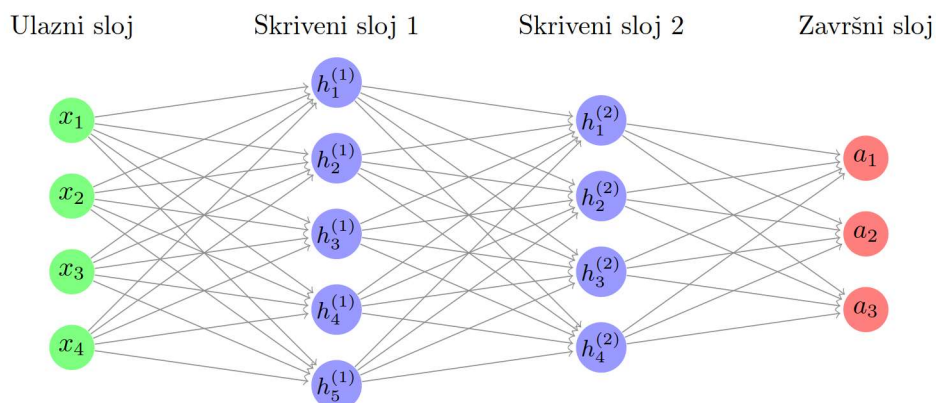 Ulazni sloj
Skriveni sloj 1
Skriveni sloj 2
Završni sloj
x₁
x₂
x₃
x₄
h₁⁽¹⁾
h₂⁽¹⁾
h₃⁽¹⁾
h₄⁽¹⁾
h₅⁽¹⁾
h₁⁽²⁾
h₂⁽²⁾
h₃⁽²⁾
h₄⁽²⁾
a₁
a₂
a₃